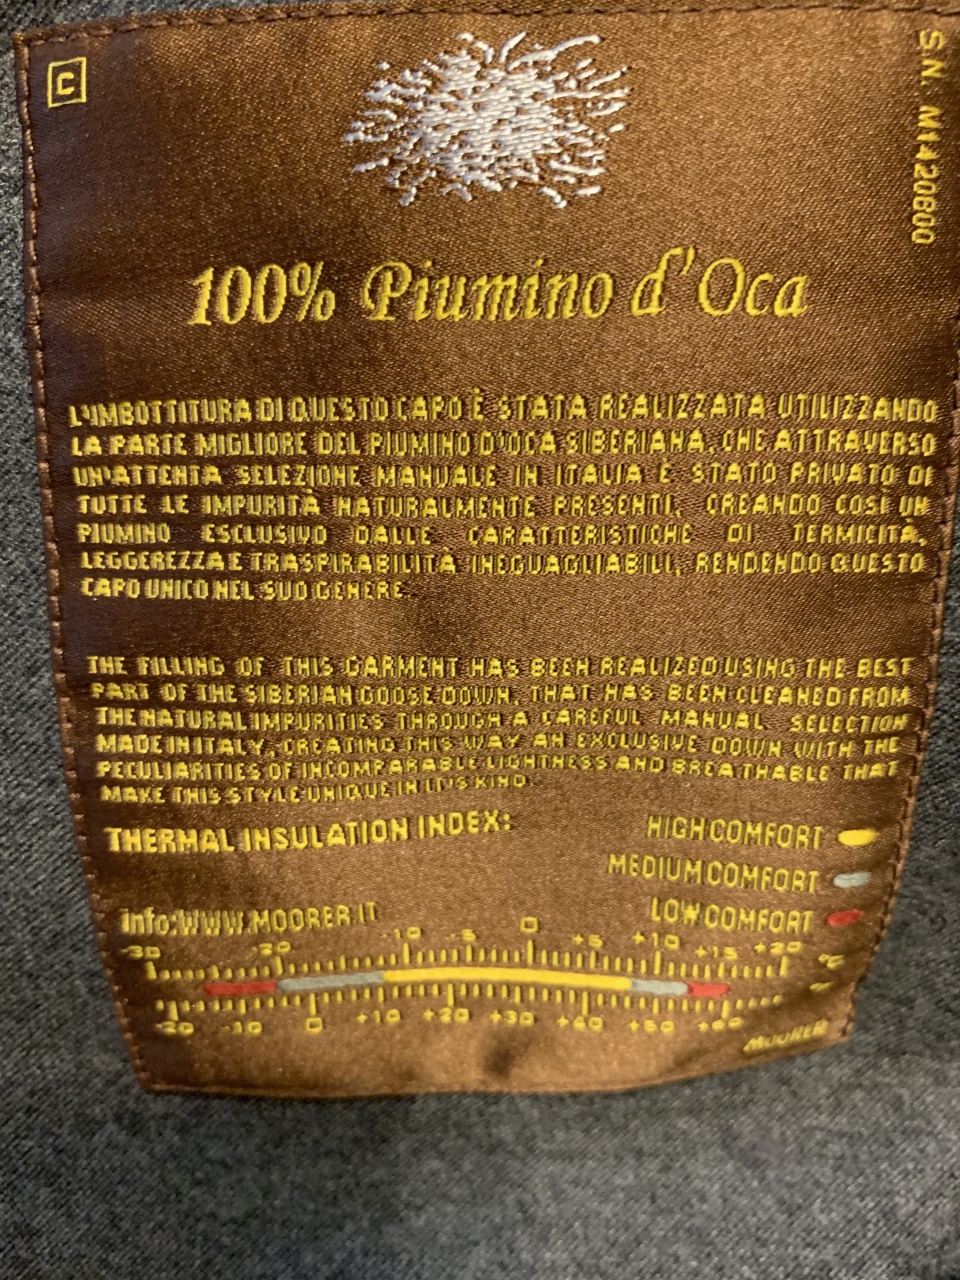 C
S.N. M1420800
100% Piumino d'Oca
L'IMBOTTITURA DI QUESTO CAPO È STATA REALIZZATA UTILIZZANDO
LA PARTE MIGLIORE DEL PIUMINO D'OCA SIBERIANA, CHE ATTRAVERSO
UN'ATTENTA SELEZIONE MANUALE IN ITALIA È STATO PRIVATO DI
TUTTE LE IMPURITÀ NATURALMENTE PRESENTI, CREANDO COSÌ UN
PIUMINO ESCLUSIVO DALLE CARATTERISTICHE DI TERMICITÀ,
LEGGEREZZA E TRASPIRABILITÀ INEGUAGLIABILI, RENDENDO QUESTO
CAPO UNICO NEL SUO GENERE.
THE FILLING OF THIS GARMENT HAS BEEN REALIZED USING THE BEST
PART OF THE SIBERIAN GOOSE DOWN, THAT HAS BEEN CLEANED FROM
THE NATURAL IMPURITIES THROUGH A CAREFUL MANUAL SELECTION
MADE IN ITALY, CREATING THIS WAY AN EXCLUSIVE DOWN WITH THE
PECULIARITIES OF INCOMPARABLE LIGHTNESS AND BREATHABLE THAT
MAKE THIS STYLE UNIQUE IN IT'S KIND.
THERMAL INSULATION INDEX:
HIGH COMFORT
MEDIUM COMFORT
LOW COMFORT
info:WWW.MOORER.IT
-30 -20 -10 -5 0 +5 +10 +15 +20 °C
-20 -10 0 +10 +20 +30 +40 +50 +60
MOORER